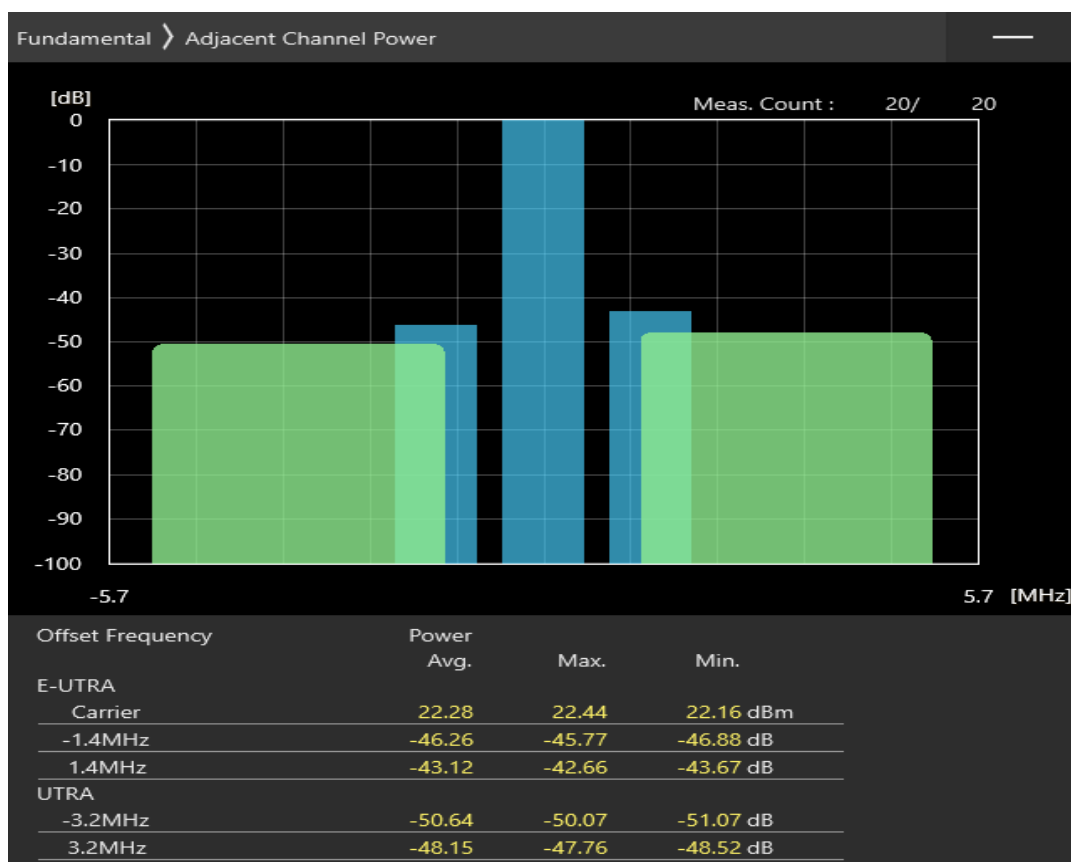 Fundamental 〉 Adjacent Channel Power
[dB]
Meas. Count : 20/ 20
0
-10
-20
-30
-40
-50
-60
-70
-80
-90
-100
-5.7 5.7 [MHz]
Offset Frequency Power
Avg. Max. Min.
E-UTRA
Carrier 22.28 22.44 22.16 dBm
-1.4MHz -46.26 -45.77 -46.88 dB
1.4MHz -43.12 -42.66 -43.67 dB
UTRA
-3.2MHz -50.64 -50.07 -51.07 dB
3.2MHz -48.15 -47.76 -48.52 dB